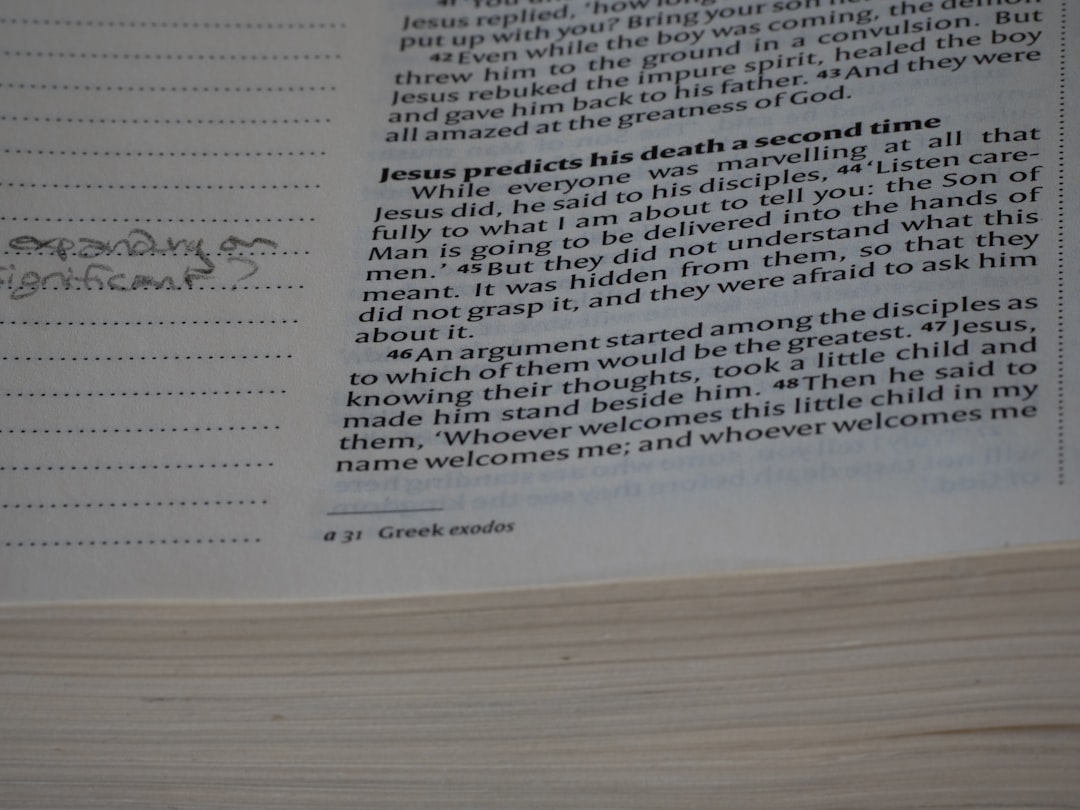 expanding on
significant?
41 'You
Jesus replied, 'how long
put up with you? Bring your son
42 Even while the boy was coming, the demon
threw him to the ground in a convulsion. But
Jesus rebuked the impure spirit, healed the boy
and gave him back to his father. 43 And they were
all amazed at the greatness of God.
Jesus predicts his death a second time
While everyone was marvelling at all that
Jesus did, he said to his disciples, 44 'Listen care-
fully to what I am about to tell you: the Son of
Man is going to be delivered into the hands of
men.' 45 But they did not understand what this
meant. It was hidden from them, so that they
did not grasp it, and they were afraid to ask him
about it.
46 An argument started among the disciples as
to which of them would be the greatest. 47 Jesus,
knowing their thoughts, took a little child and
made him stand beside him. 48 Then he said to
them, 'Whoever welcomes this little child in my
name welcomes me; and whoever welcomes me
a 31 Greek exodos